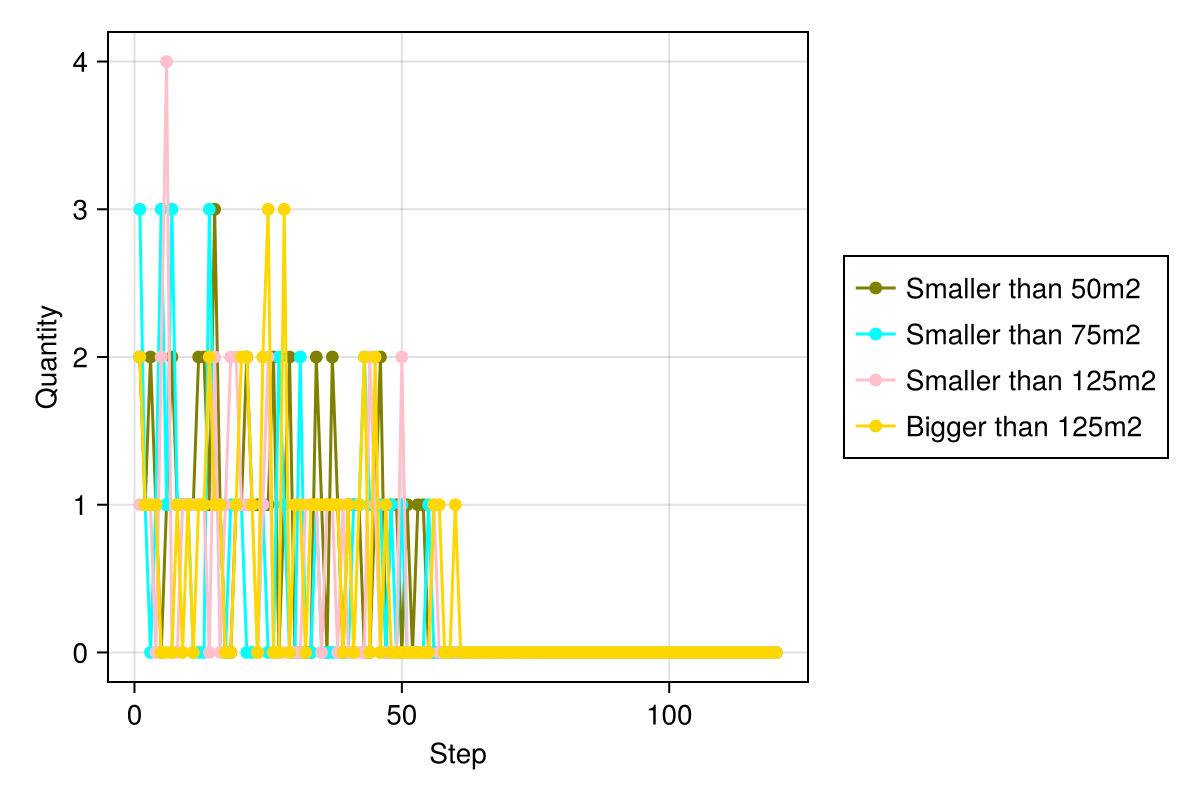 4
3
2
1
0
Quantity
0 50 100
Step
Smaller than 50m2
Smaller than 75m2
Smaller than 125m2
Bigger than 125m2